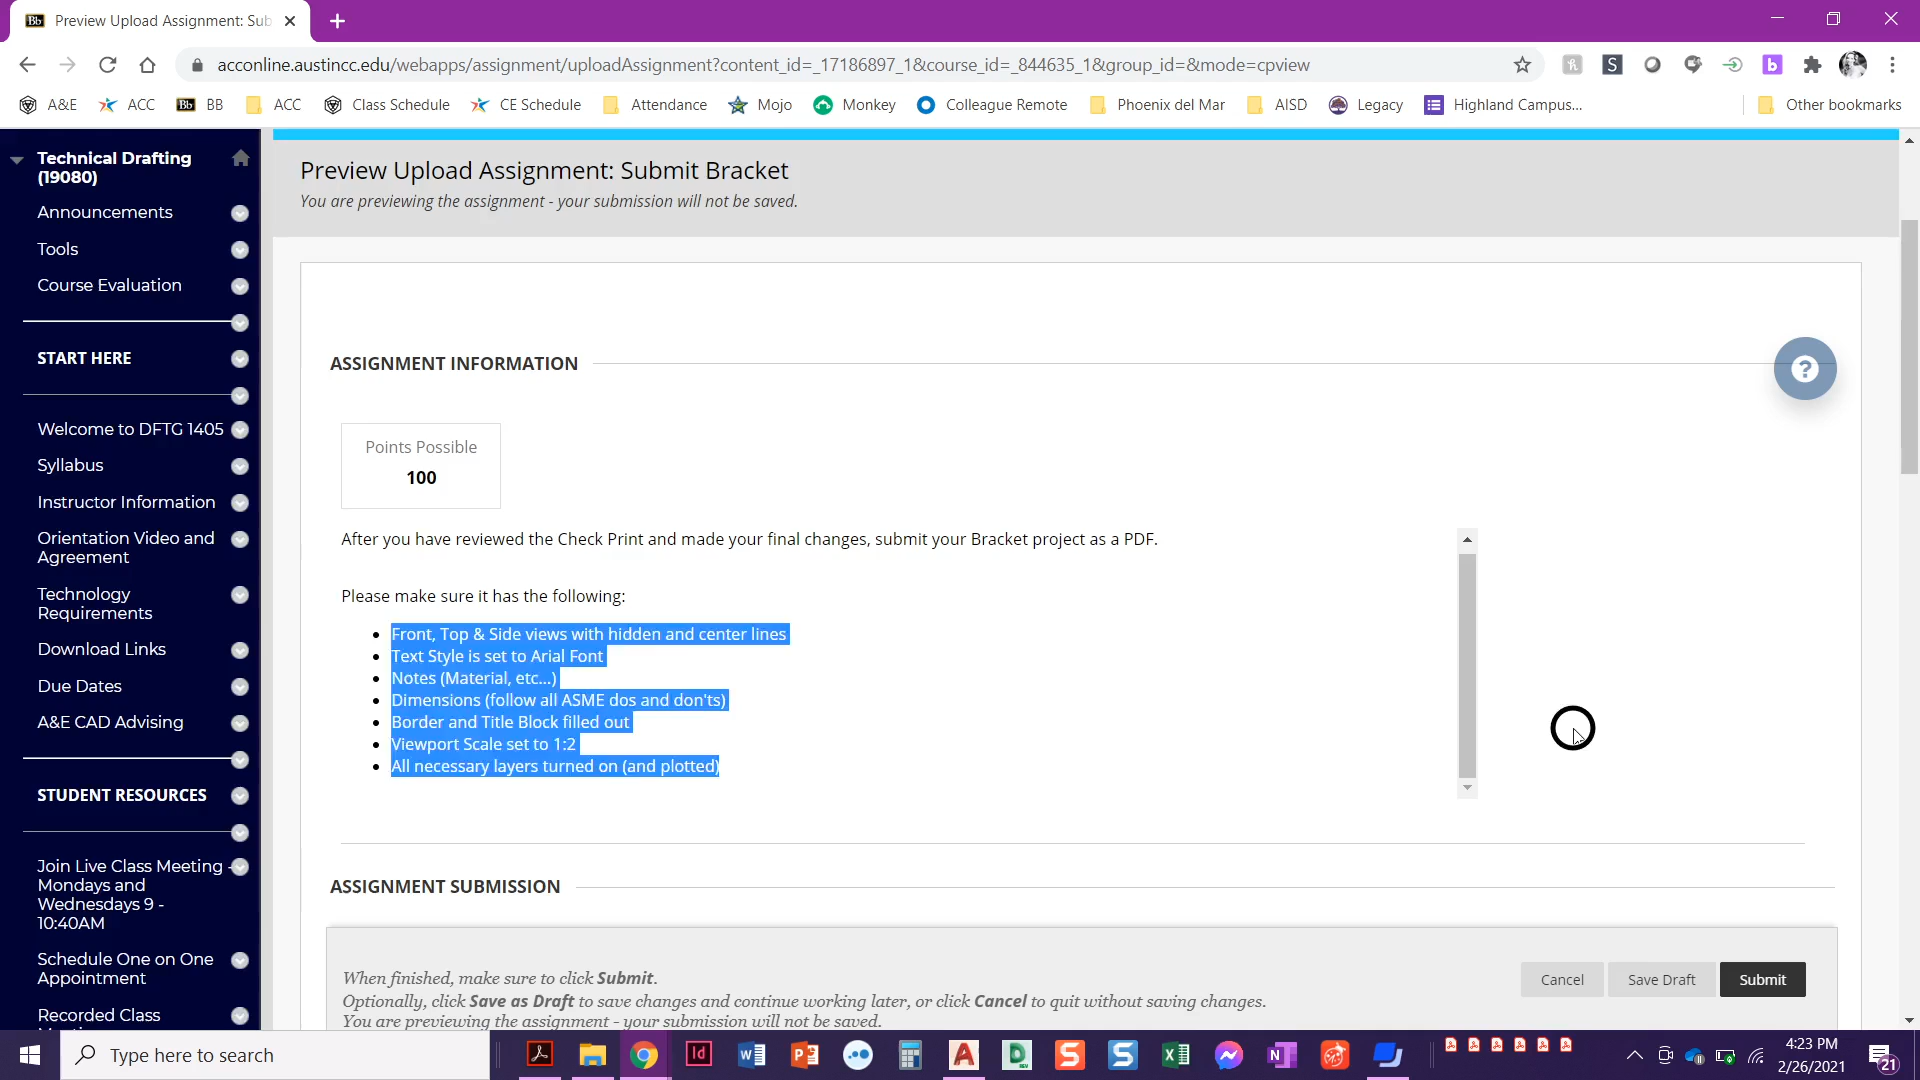 Preview Upload Assignment: Sub
acconline.austincc.edu/webapps/assignment/uploadAssignment?content_id=_17186897_1&course_id=_844635_1&group_id=&mode=cpview
A&E ACC BB ACC Class Schedule CE Schedule Attendance Mojo Monkey Colleague Remote Phoenix del Mar AISD Legacy Highland Campus... Other bookmarks
Technical Drafting
(19080)
Announcements
Tools
Course Evaluation
START HERE
Welcome to DFTG 1405
Syllabus
Instructor Information
Orientation Video and
Agreement
Technology
Requirements
Download Links
Due Dates
A&E CAD Advising
STUDENT RESOURCES
Join Live Class Meeting -
Mondays and
Wednesdays 9 -
10:40AM
Schedule One on One
Appointment
Recorded Class
Preview Upload Assignment: Submit Bracket
You are previewing the assignment - your submission will not be saved.
ASSIGNMENT INFORMATION
Points Possible
100
After you have reviewed the Check Print and made your final changes, submit your Bracket project as a PDF.
Please make sure it has the following:
• Front, Top & Side views with hidden and center lines
• Text Style is set to Arial Font
• Notes (Material, etc...)
• Dimensions (follow all ASME dos and don'ts)
• Border and Title Block filled out
• Viewport Scale set to 1:2
• All necessary layers turned on (and plotted)
ASSIGNMENT SUBMISSION
When finished, make sure to click Submit.
Optionally, click Save as Draft to save changes and continue working later, or click Cancel to quit without saving changes.
You are previewing the assignment - your submission will not be saved.
Cancel Save Draft Submit
Type here to search
4:23 PM
2/26/2021
21